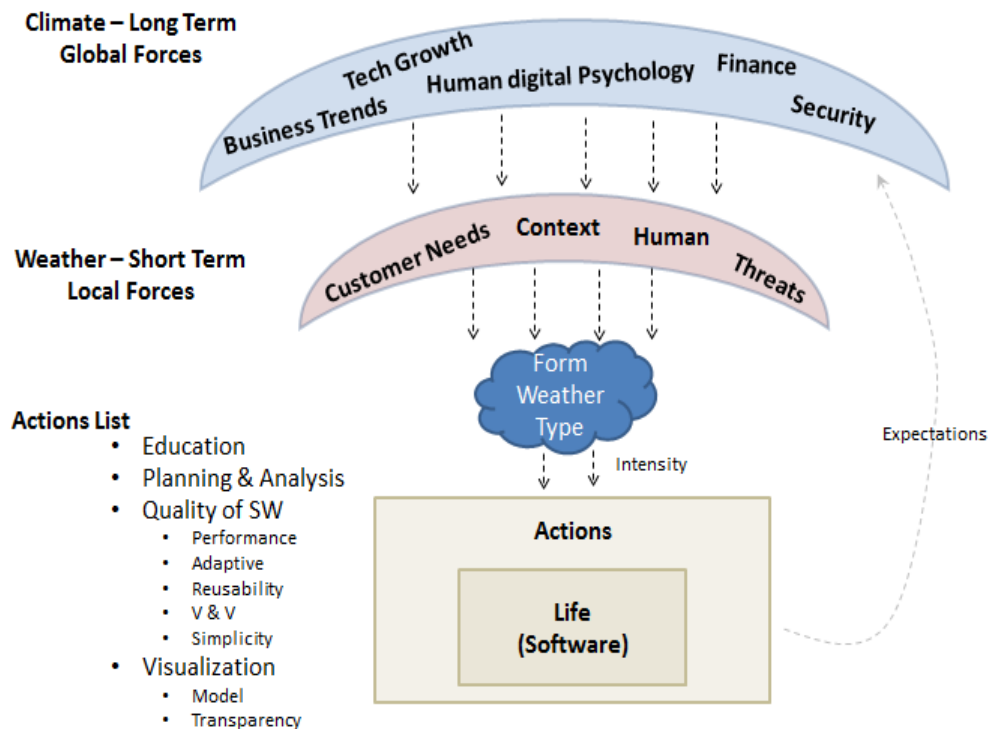 Climate – Long Term
Global Forces
Business Trends
Tech Growth
Human digital Psychology
Finance
Security
Weather – Short Term
Local Forces
Customer Needs
Context
Human
Threats
Form
Weather
Type
Intensity
Expectations
Actions List
• Education
• Planning & Analysis
• Quality of SW
• Performance
• Adaptive
• Reusability
• V & V
• Simplicity
• Visualization
• Model
• Transparency
Actions
Life
(Software)